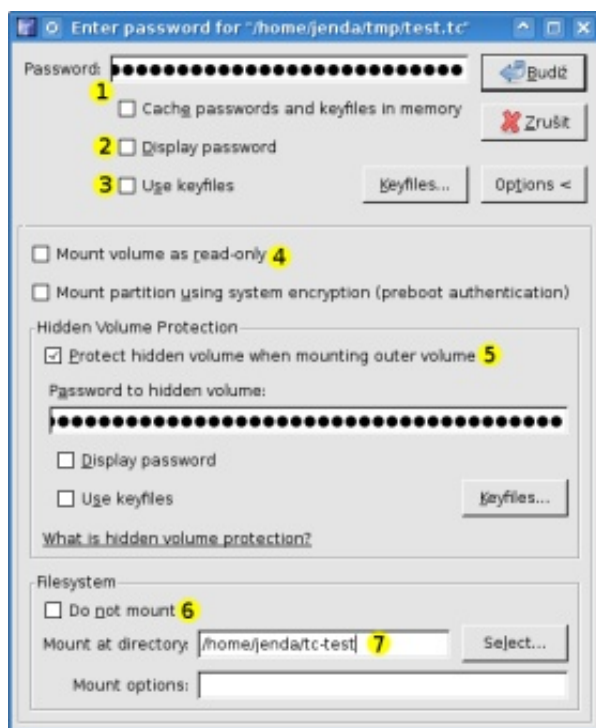 Enter password for "/home/jenda/tmp/test.tc"
Password: Budiž
1
Cache passwords and keyfiles in memory
Zrušit
2 Display password
3 Use keyfiles Keyfiles... Options <
Mount volume as read-only 4
Mount partition using system encryption (preboot authentication)
Hidden Volume Protection
Protect hidden volume when mounting outer volume 5
Password to hidden volume:
Display password
Use keyfiles Keyfiles...
What is hidden volume protection?
Filesystem
Do not mount 6
Mount at directory: /home/jenda/tc-test 7 Select...
Mount options: